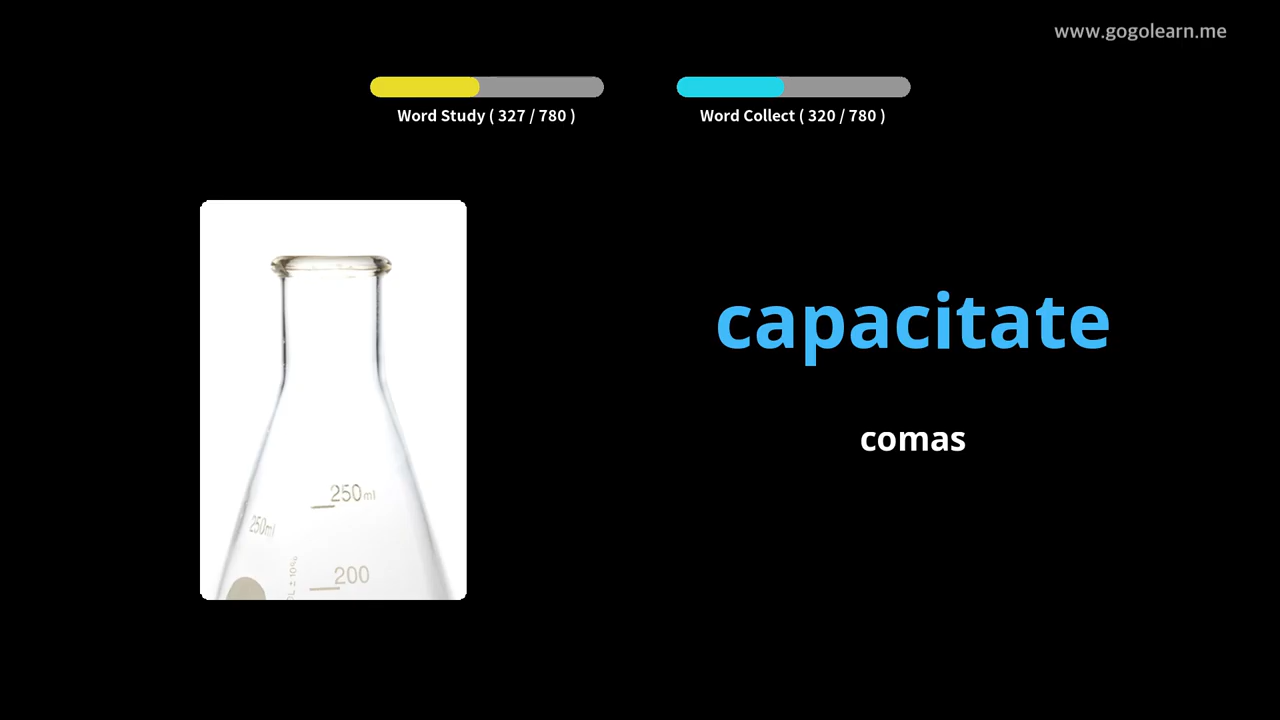 www.gogolearn.me
Word Study ( 327 / 780 )
Word Collect ( 320 / 780 )
capacitate
comas
250ml
250ml
200